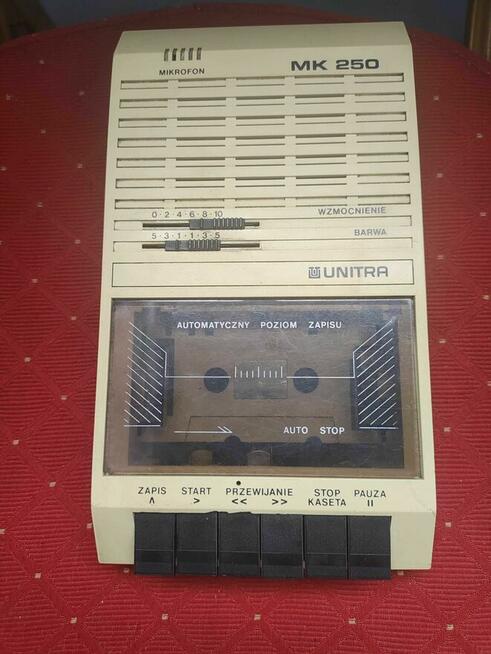 MIKROFON
MK 250
0·2·4·6·8·10
WZMOCNIENIE
5·3·1·1·3·5
BARWA
UNITRA
AUTOMATYCZNY POZIOM ZAPISU
AUTO STOP
ZAPIS START PRZEWIJANIE STOP PAUZA
∧ > << >> KASETA II